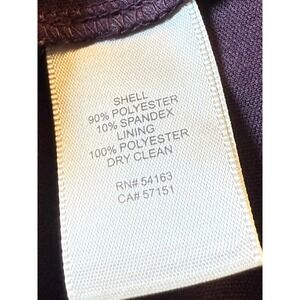 SHELL
90% POLYESTER
10% SPANDEX
LINING
100% POLYESTER
DRY CLEAN
RN# 54163
CA# 57151